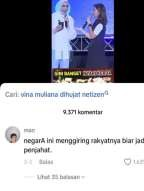 Cari: vina muliana dihujat netizen
9.371 komentar
man
negarA ini menggiring rakyatnya biar jadi
penjahat.
Balas
Lihat 35 balasan